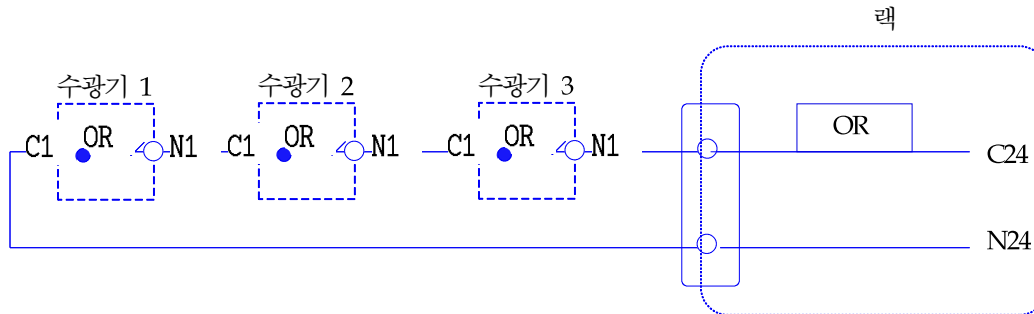 랙
수광기 1
수광기 2
수광기 3
C1 OR N1 C1 OR N1 C1 OR N1
OR
C24
N24